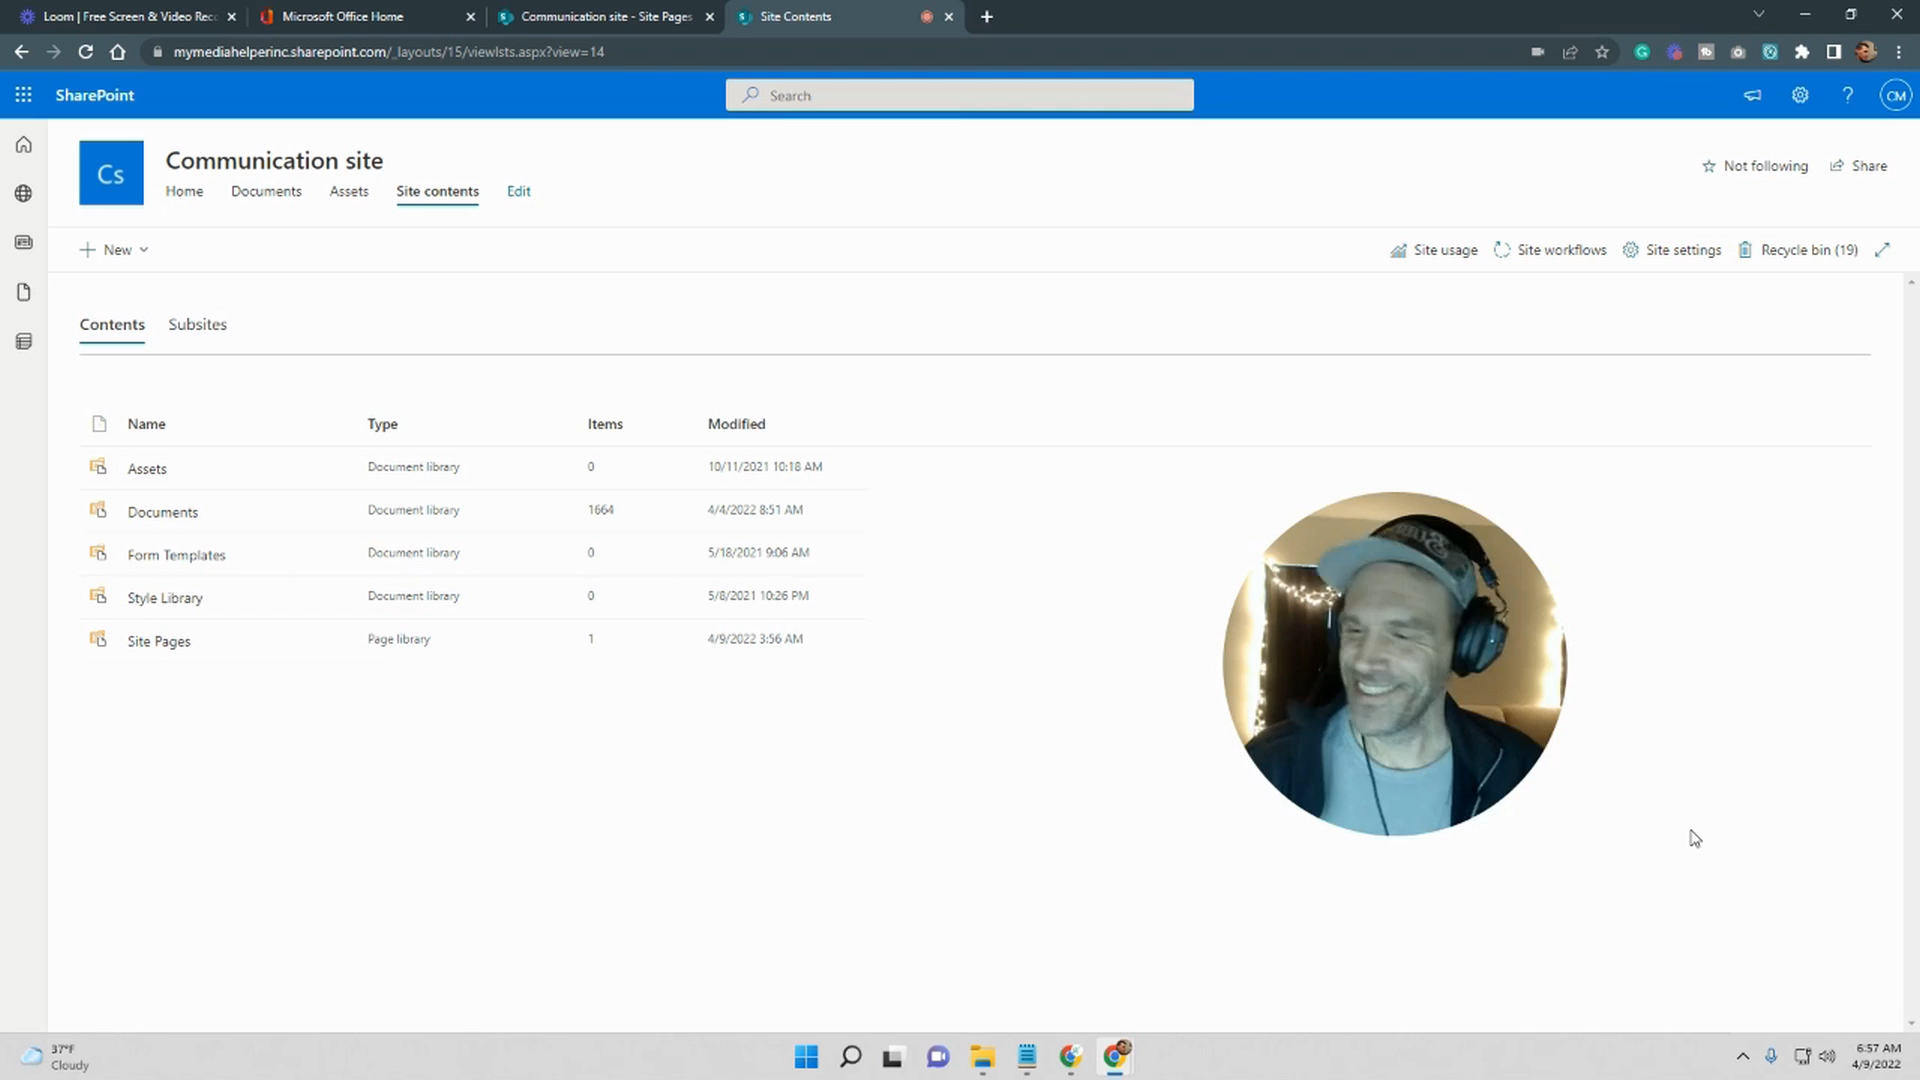 Loom | Free Screen & Video Rec
Microsoft Office Home
Communication site - Site Pages
Site Contents
mymediahelperinc.sharepoint.com/_layouts/15/viewlsts.aspx?view=14
SharePoint
Search
CM
Cs
Communication site
Home
Documents
Assets
Site contents
Edit
Not following
Share
New
Site usage
Site workflows
Site settings
Recycle bin (19)
Contents
Subsites
Name Type Items Modified
Assets Document library 0 10/11/2021 10:18 AM
Documents Document library 1664 4/4/2022 8:51 AM
Form Templates Document library 0 5/18/2021 9:06 AM
Style Library Document library 0 5/8/2021 10:26 PM
Site Pages Page library 1 4/9/2022 3:56 AM
37°F
Cloudy
6:57 AM
4/9/2022